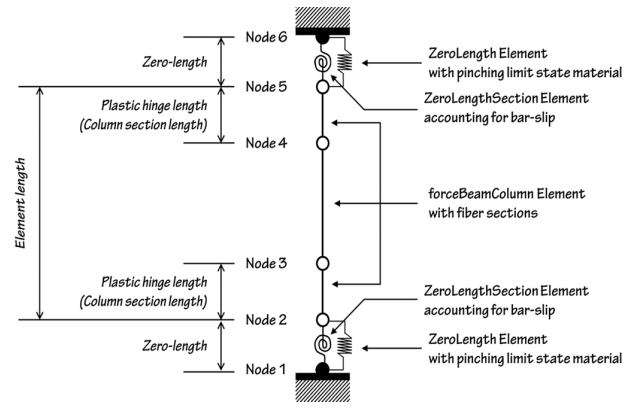 Node 6
Zero-length
ZeroLength Element
with pinching limit state material
Node 5
ZeroLengthSection Element
accounting for bar-slip
Plastic hinge length
(Column section length)
Node 4
Element length
forceBeamColumn Element
with fiber sections
Node 3
Plastic hinge length
(Column section length)
ZeroLengthSection Element
accounting for bar-slip
Node 2
Zero-length
ZeroLength Element
with pinching limit state material
Node 1